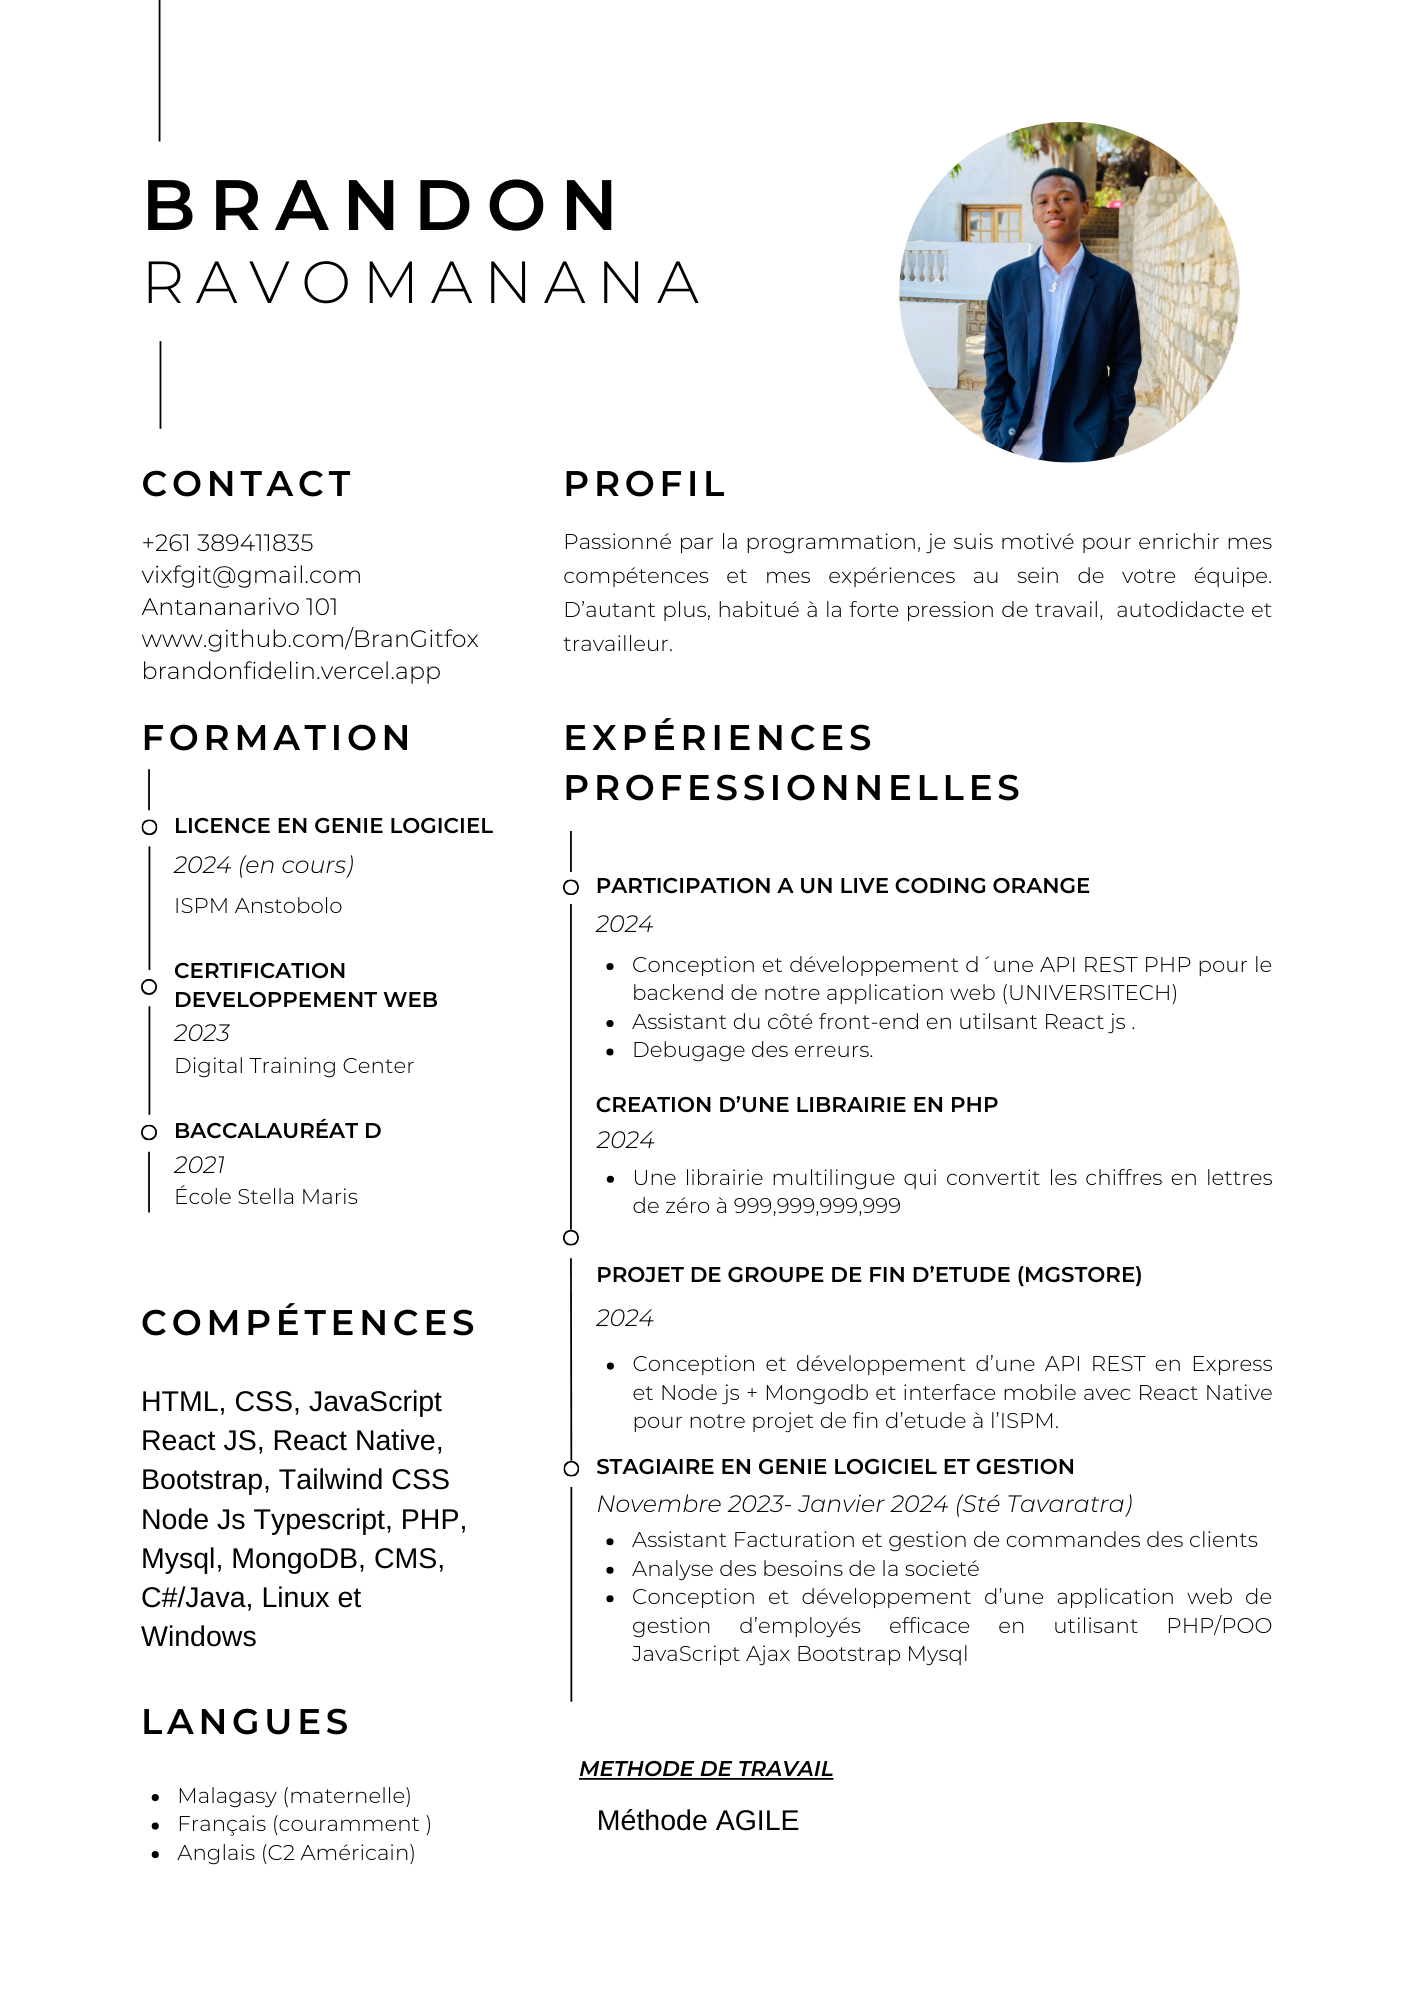 BRANDON
RAVOMANANA
CONTACT
+261 389411835
vixfgit@gmail.com
Antananarivo 101
www.github.com/BranGitfox
brandonfidelin.vercel.app
FORMATION
LICENCE EN GENIE LOGICIEL
2024 (en cours)
ISPM Anstobolo
CERTIFICATION
DEVELOPPEMENT WEB
2023
Digital Training Center
BACCALAURÉAT D
2021
École Stella Maris
COMPÉTENCES
HTML, CSS, JavaScript
React JS, React Native,
Bootstrap, Tailwind CSS
Node Js Typescript, PHP,
Mysql, MongoDB, CMS,
C#/Java, Linux et
Windows
LANGUES
• Malagasy (maternelle)
• Français (couramment )
• Anglais (C2 Américain)
PROFIL
Passionné par la programmation, je suis motivé pour enrichir mes
compétences et mes expériences au sein de votre équipe.
D’autant plus, habitué à la forte pression de travail,  autodidacte et
travailleur.
EXPÉRIENCES
PROFESSIONNELLES
PARTICIPATION A UN LIVE CODING ORANGE
2024
• Conception et développement d´une API REST PHP pour le
backend de notre application web (UNIVERSITECH)
• Assistant du côté front-end en utilsant React js .
• Debugage des erreurs.
CREATION D’UNE LIBRAIRIE EN PHP
2024
• Une librairie multilingue qui convertit les chiffres en lettres
de zéro à 999,999,999,999
PROJET DE GROUPE DE FIN D’ETUDE (MGSTORE)
2024
• Conception et développement d’une API REST en Express
et Node js + Mongodb et interface mobile avec React Native
pour notre projet de fin d’etude à l’ISPM.
STAGIAIRE EN GENIE LOGICIEL ET GESTION
Novembre 2023- Janvier 2024 (Sté Tavaratra)
• Assistant Facturation et gestion de commandes des clients
• Analyse des besoins de la societé
• Conception et développement d’une application web de
gestion d’employés efficace en utilisant PHP/POO
JavaScript Ajax Bootstrap Mysql
METHODE DE TRAVAIL
Méthode AGILE